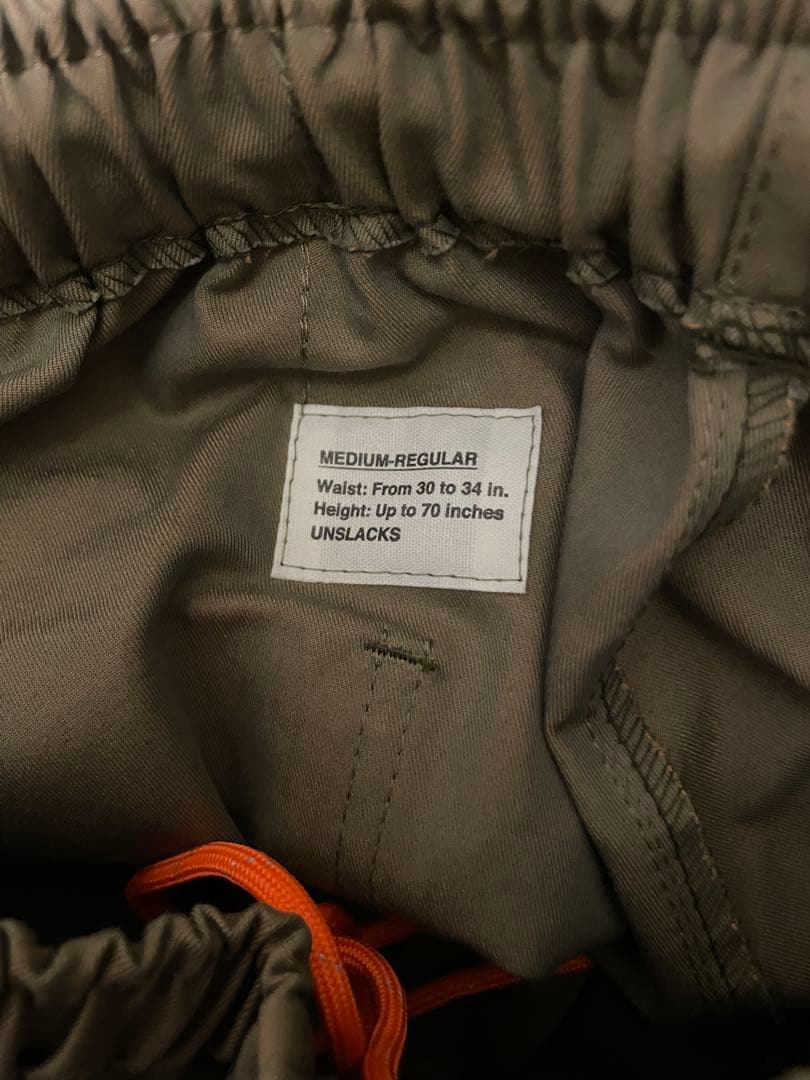 MEDIUM-REGULAR
Waist: From 30 to 34 in.
Height: Up to 70 inches
UNSLACKS